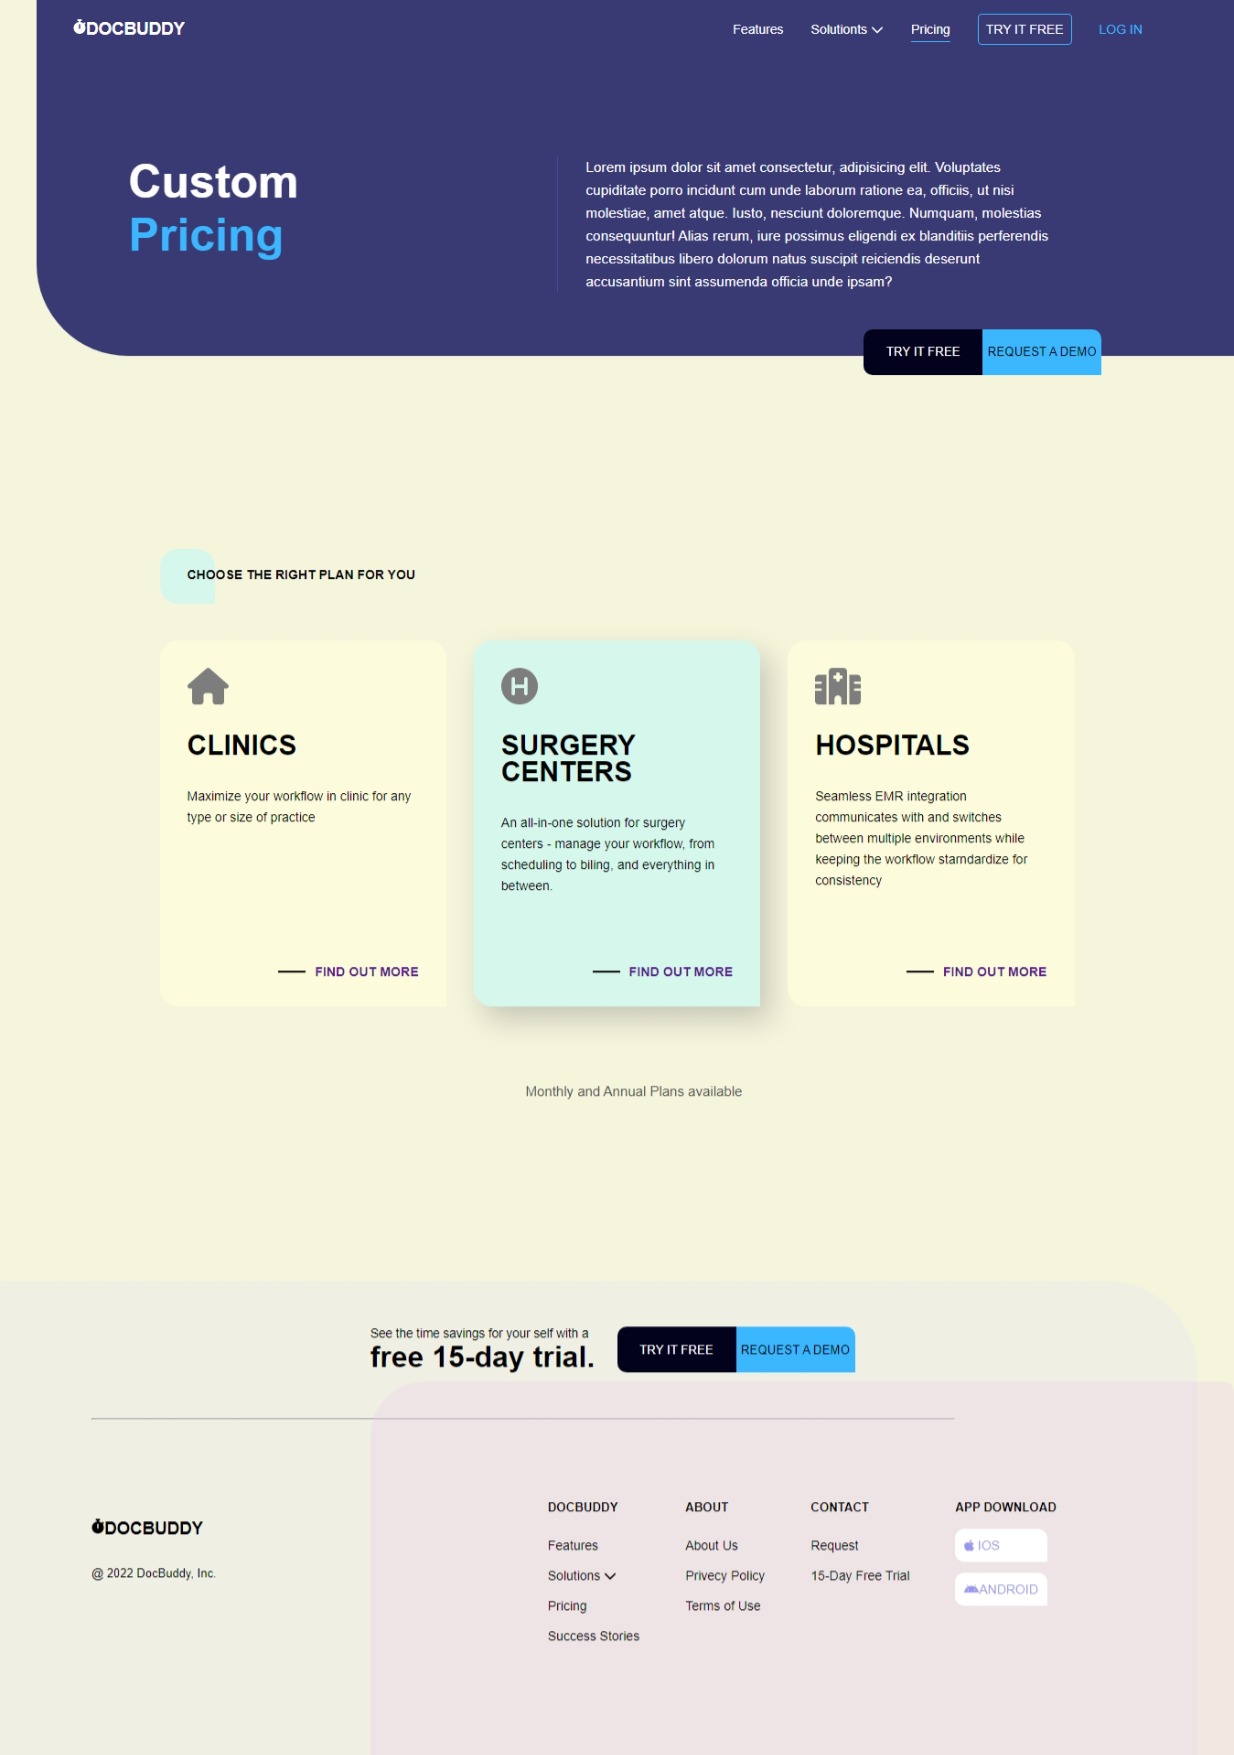 DOCBUDDY
Features
Solutionts
Pricing
TRY IT FREE
LOG IN
Custom
Pricing
Lorem ipsum dolor sit amet consectetur, adipisicing elit. Voluptates
cupiditate porro incidunt cum unde laborum ratione ea, officiis, ut nisi
molestiae, amet atque. Iusto, nesciunt doloremque. Numquam, molestias
consequuntur! Alias rerum, iure possimus eligendi ex blanditiis perferendis
necessitatibus libero dolorum natus suscipit reiciendis deserunt
accusantium sint assumenda officia unde ipsam?
TRY IT FREE
REQUEST A DEMO
CHOOSE THE RIGHT PLAN FOR YOU
CLINICS
Maximize your workflow in clinic for any
type or size of practice
FIND OUT MORE
H
SURGERY
CENTERS
An all-in-one solution for surgery
centers - manage your workflow, from
scheduling to biling, and everything in
between.
FIND OUT MORE
HOSPITALS
Seamless EMR integration
communicates with and switches
between multiple environments while
keeping the workflow starndardize for
consistency
FIND OUT MORE
Monthly and Annual Plans available
See the time savings for your self with a
free 15-day trial.
TRY IT FREE
REQUEST A DEMO
DOCBUDDY
@ 2022 DocBuddy, Inc.
DOCBUDDY
Features
Solutions
Pricing
Success Stories
ABOUT
About Us
Privecy Policy
Terms of Use
CONTACT
Request
15-Day Free Trial
APP DOWNLOAD
IOS
ANDROID